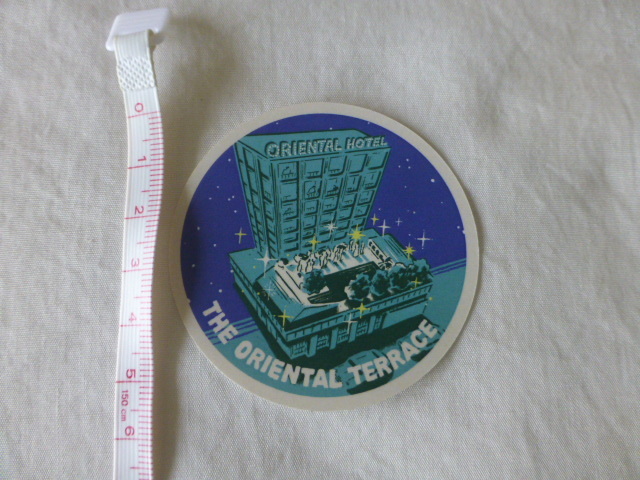 ORIENTAL HOTEL
THE ORIENTAL TERRACE
0
1
2
3
4
5
150 cm
6